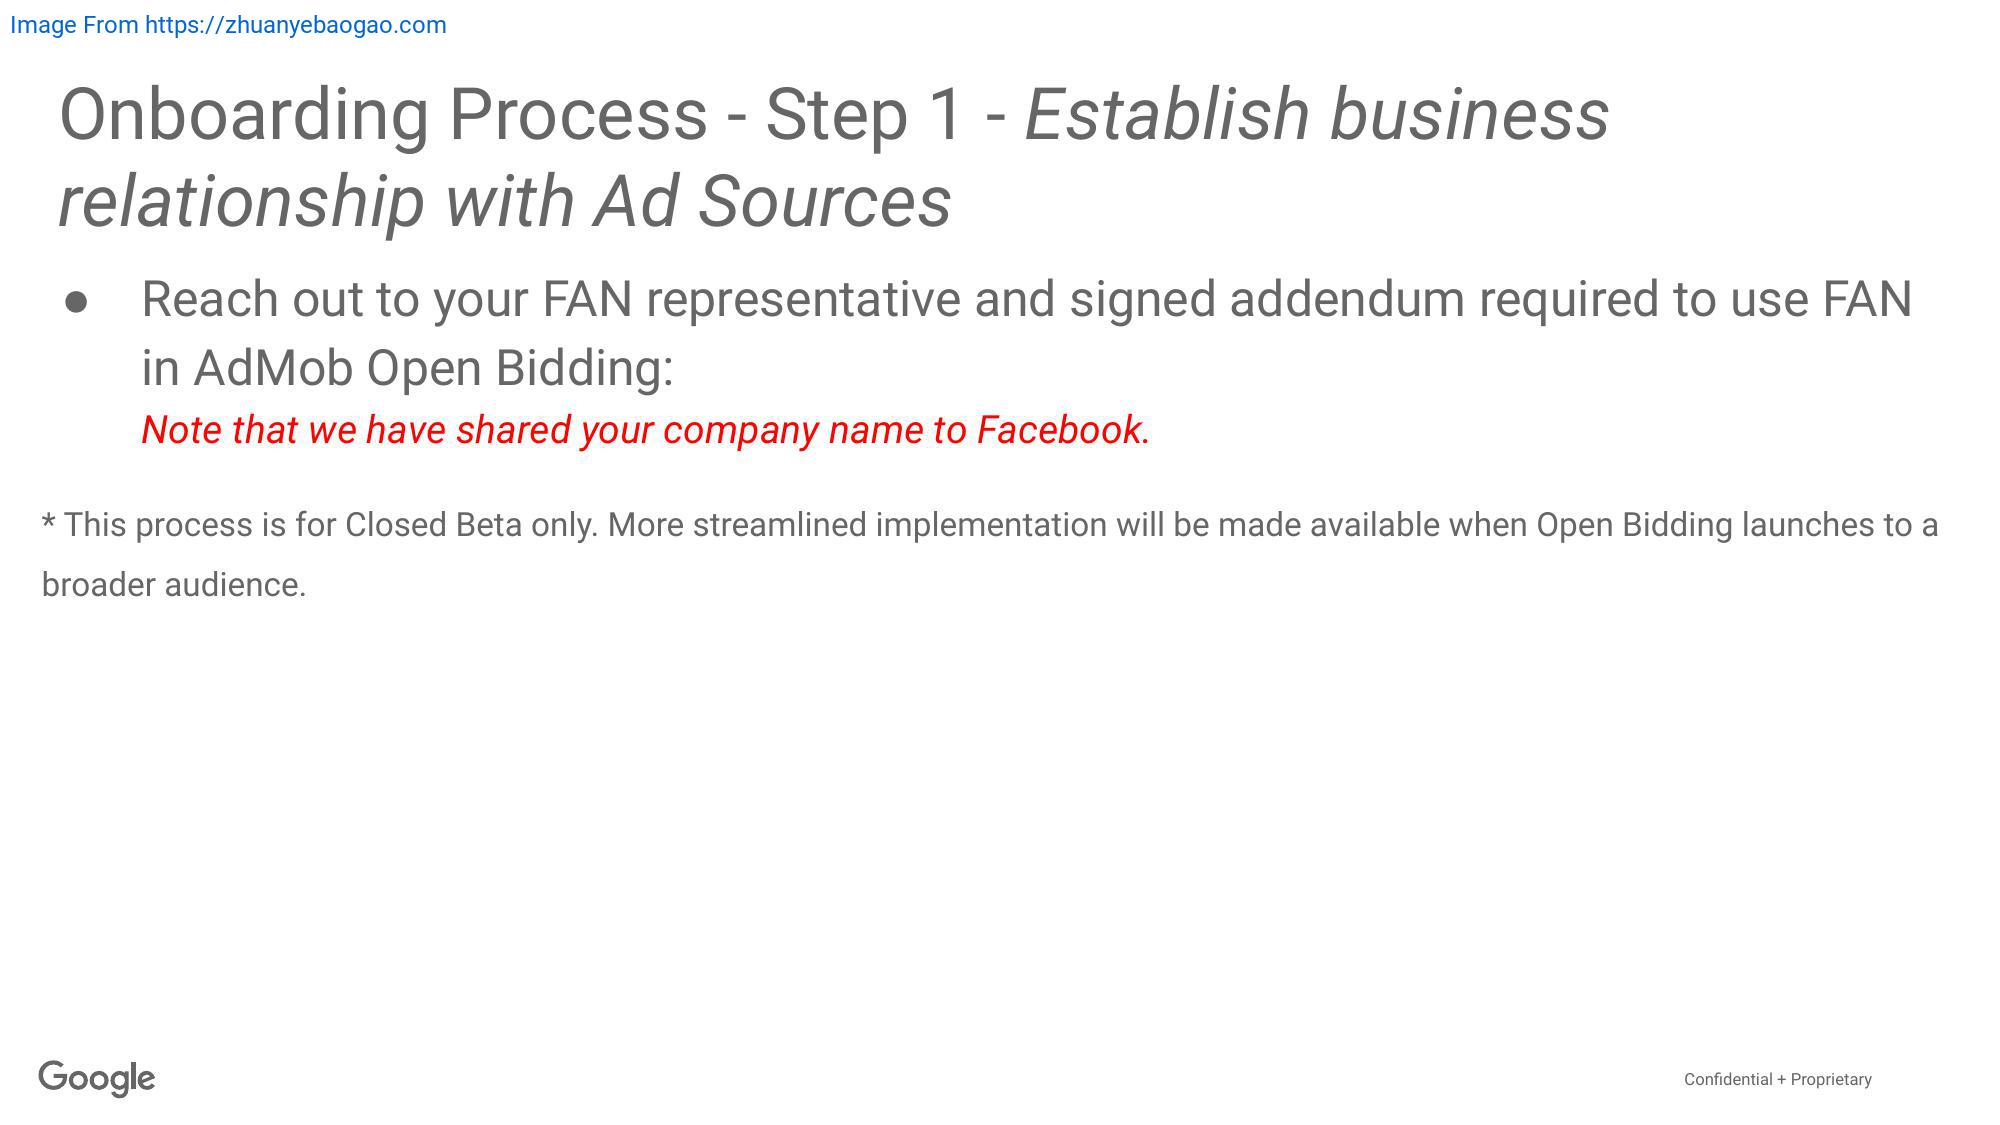 Image From https://zhuanyebaogao.com
Onboarding Process - Step 1 - Establish business
relationship with Ad Sources
● Reach out to your FAN representative and signed addendum required to use FAN
in AdMob Open Bidding:
Note that we have shared your company name to Facebook.
* This process is for Closed Beta only. More streamlined implementation will be made available when Open Bidding launches to a
broader audience.
Google
Confidential + Proprietary